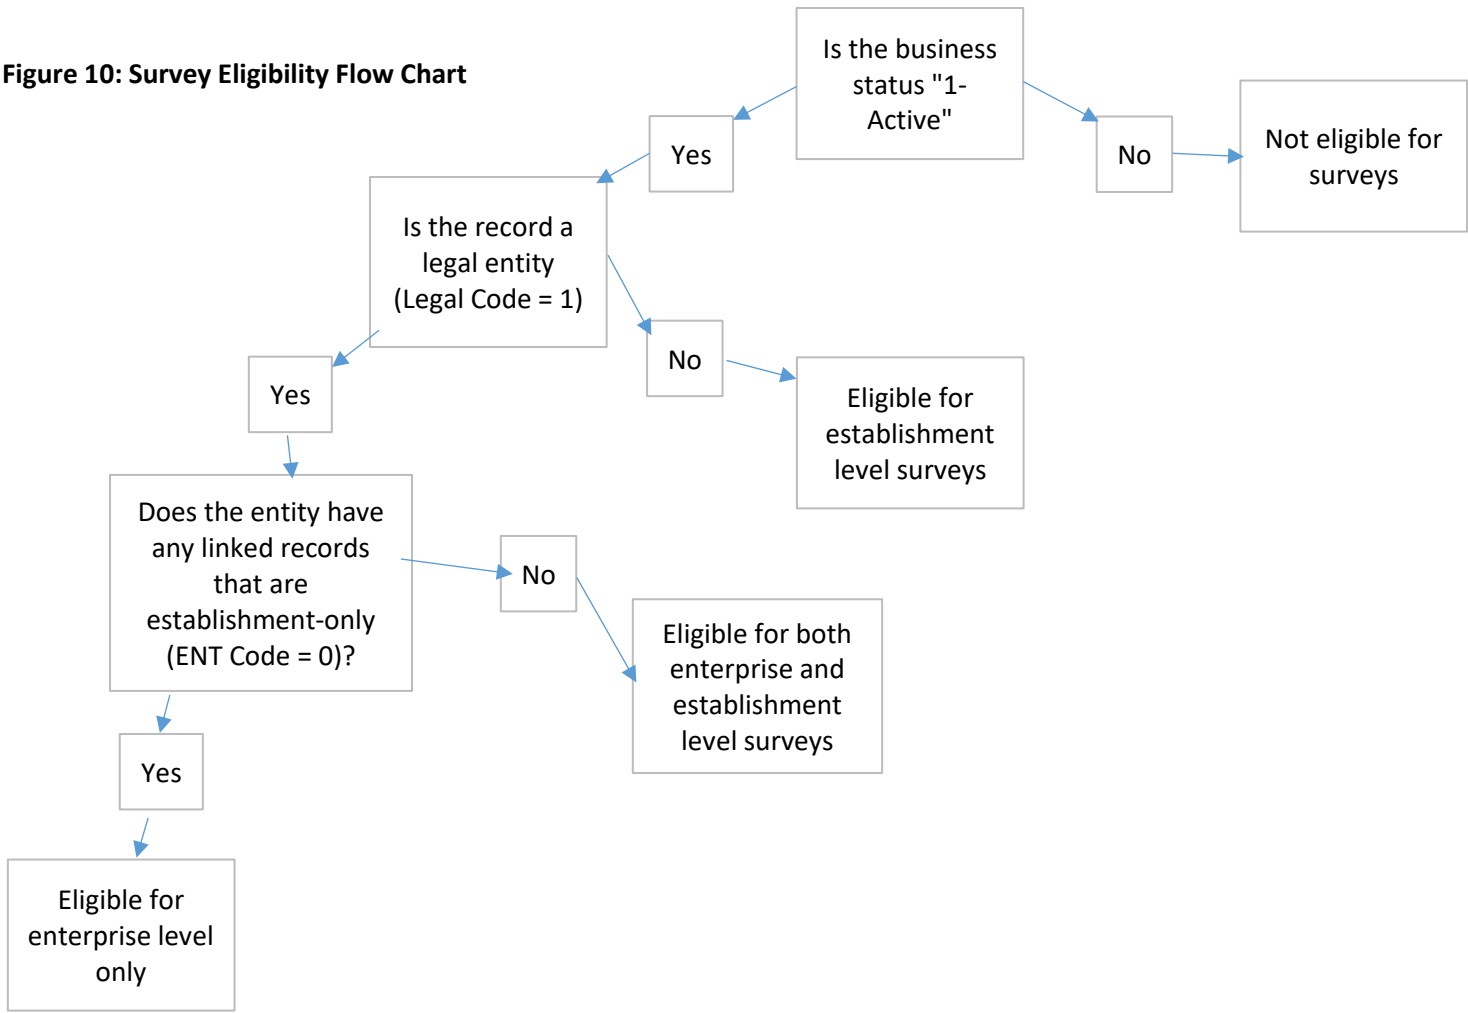 Figure 10: Survey Eligibility Flow Chart
Is the business
status "1-
Active"
Yes
No
Not eligible for
surveys
Is the record a
legal entity
(Legal Code = 1)
Yes
No
Eligible for
establishment
level surveys
Does the entity have
any linked records
that are
establishment-only
(ENT Code = 0)?
No
Eligible for both
enterprise and
establishment
level surveys
Yes
Eligible for
enterprise level
only